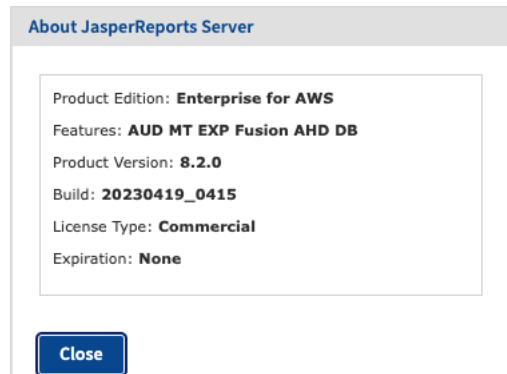 About JasperReports Server
Product Edition: Enterprise for AWS
Features: AUD MT EXP Fusion AHD DB
Product Version: 8.2.0
Build: 20230419_0415
License Type: Commercial
Expiration: None
Close